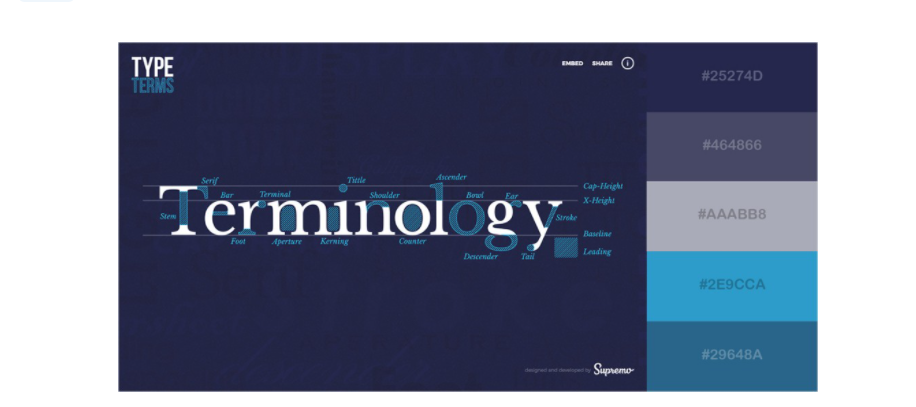 TYPE
TERMS
EMBED SHARE i
#25274D
#464866
#AAABB8
#2E9CCA
#29648A
Serif Tittle Ascender
Cap-Height
Bar Terminal Shoulder Bowl Ear
X-Height
Stem
Terminology
Stroke
Baseline
Foot Aperture Kerning Counter
Leading
Descender Tail
designed and developed by Supremo